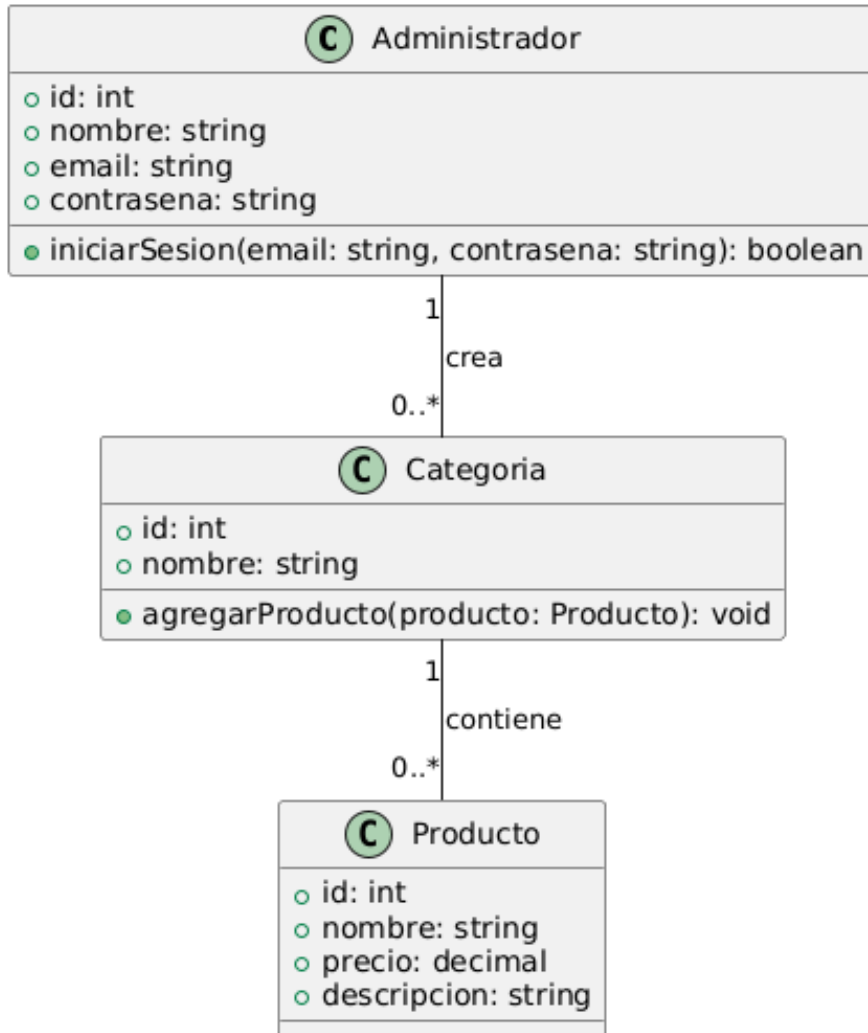 C Administrador
id: int
nombre: string
email: string
contrasena: string
iniciarSesion(email: string, contrasena: string): boolean
1
crea
0..*
C Categoria
id: int
nombre: string
agregarProducto(producto: Producto): void
1
contiene
0..*
C Producto
id: int
nombre: string
precio: decimal
descripcion: string